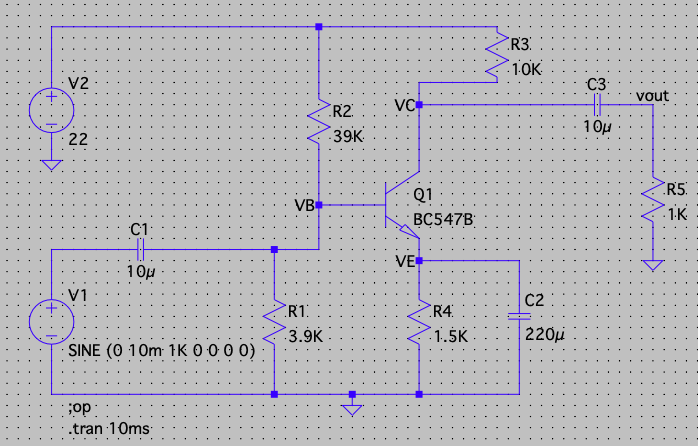 V2
22
R2
39K
R3
10K
VC
C3
10µ
vout
VB
Q1
BC547B
R5
1K
C1
10µ
VE
V1
SINE (0 10m 1K 0 0 0 0)
R1
3.9K
R4
1.5K
C2
220µ
;op
.tran 10ms